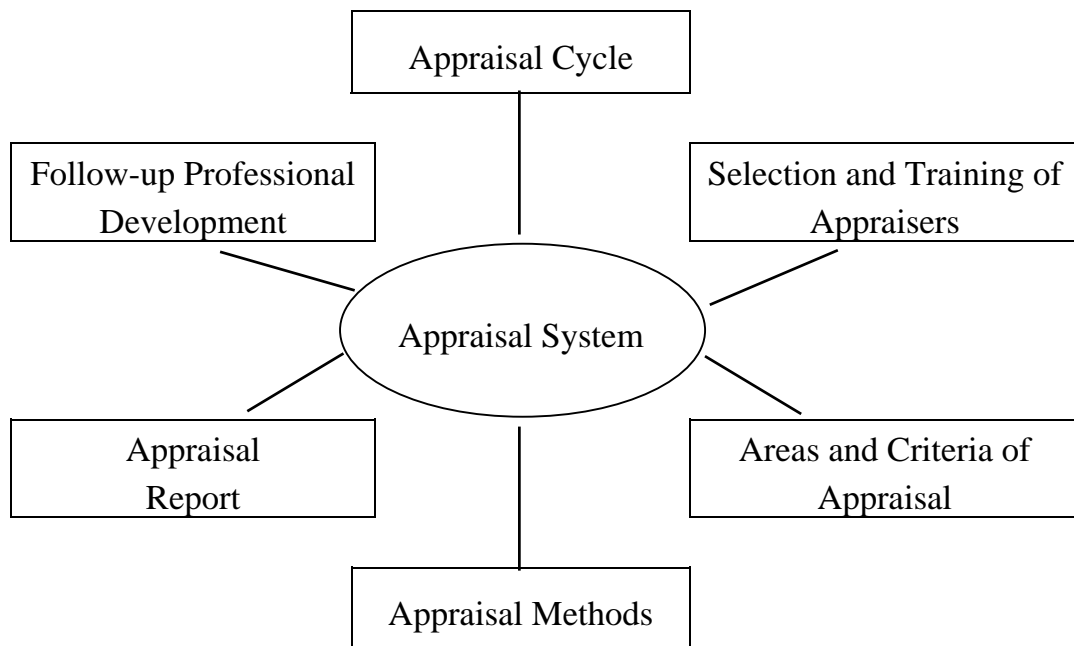 Appraisal Cycle
Follow-up Professional
Development
Selection and Training of
Appraisers
Appraisal System
Appraisal
Report
Areas and Criteria of
Appraisal
Appraisal Methods